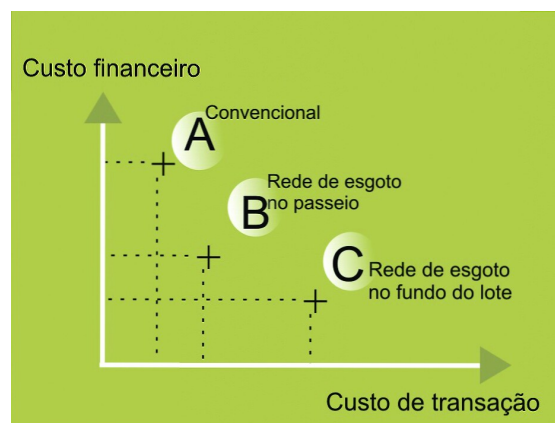 Custo financeiro
A
Convencional
B
Rede de esgoto
no passeio
C
Rede de esgoto
no fundo do lote
Custo de transação